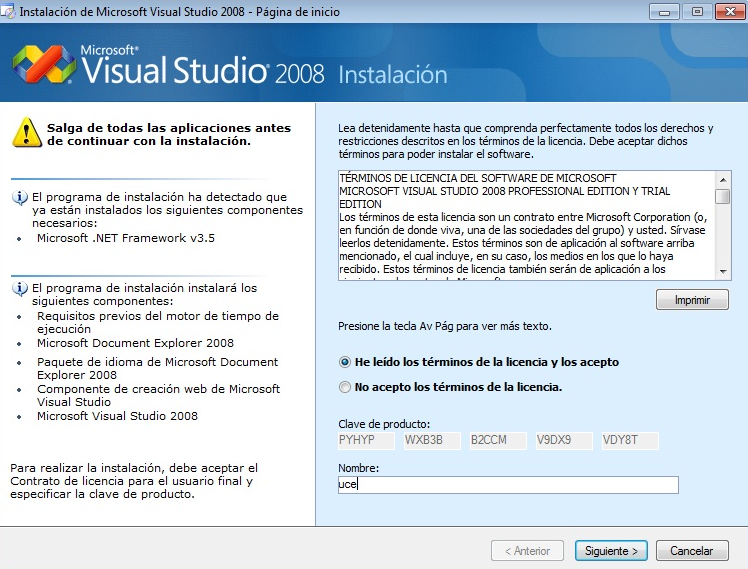 Instalación de Microsoft Visual Studio 2008 - Página de inicio
Microsoft®
Visual Studio® 2008 Instalación
Salga de todas las aplicaciones antes
de continuar con la instalación.
El programa de instalación ha detectado que
ya están instalados los siguientes componentes
necesarios:
• Microsoft .NET Framework v3.5
El programa de instalación instalará los
siguientes componentes:
• Requisitos previos del motor de tiempo de
ejecución
• Microsoft Document Explorer 2008
• Paquete de idioma de Microsoft Document
Explorer 2008
• Componente de creación web de Microsoft
Visual Studio
• Microsoft Visual Studio 2008
Para realizar la instalación, debe aceptar el
Contrato de licencia para el usuario final y
especificar la clave de producto.
Lea detenidamente hasta que comprenda perfectamente todos los derechos y
restricciones descritos en los términos de la licencia. Debe aceptar dichos
términos para poder instalar el software.
TÉRMINOS DE LICENCIA DEL SOFTWARE DE MICROSOFT
MICROSOFT VISUAL STUDIO 2008 PROFESSIONAL EDITION Y TRIAL
EDITION
Los términos de esta licencia son un contrato entre Microsoft Corporation (o,
en función de donde viva, una de las sociedades del grupo) y usted. Sírvase
leerlos detenidamente. Estos términos son de aplicación al software arriba
mencionado, el cual incluye, en su caso, los medios en los que lo haya
recibido. Estos términos de licencia también serán de aplicación a los
Imprimir
Presione la tecla Av Pág para ver más texto.
He leído los términos de la licencia y los acepto
No acepto los términos de la licencia.
Clave de producto:
PYHYP WXB3B B2CCM V9DX9 VDY8T
Nombre:
uce
< Anterior Siguiente > Cancelar